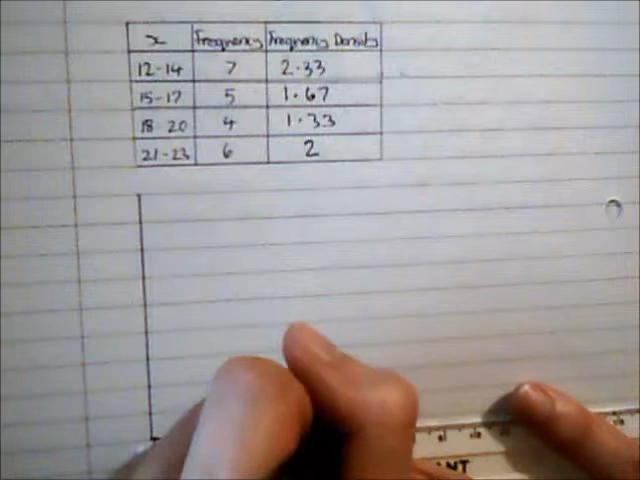 x Frequency Frequency Density
12-14 7 2.33
15-17 5 1.67
18-20 4 1.33
21-23 6 2
NT